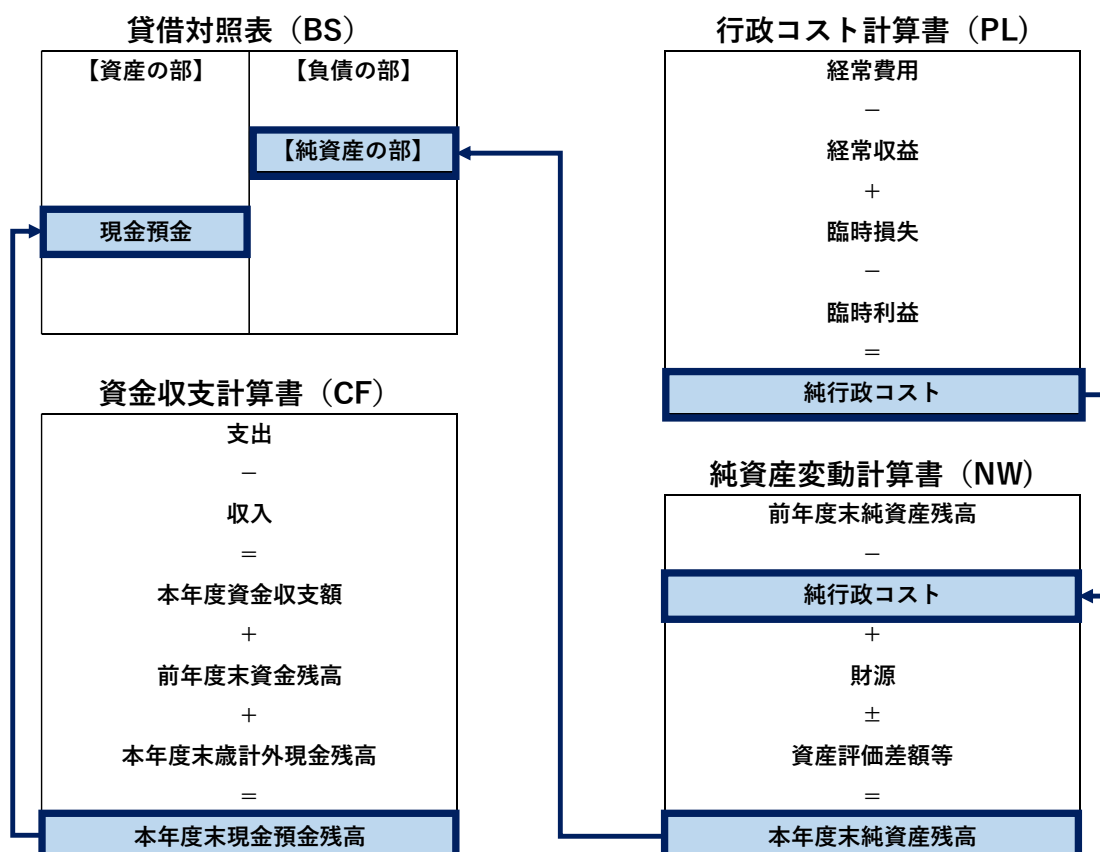 貸借対照表（BS）
【資産の部】
【負債の部】
【純資産の部】
現金預金
資金収支計算書（CF）
支出
－
収入
＝
本年度資金収支額
＋
前年度末資金残高
＋
本年度末歳計外現金残高
＝
本年度末現金預金残高
行政コスト計算書（PL）
経常費用
－
経常収益
＋
臨時損失
－
臨時利益
＝
純行政コスト
純資産変動計算書（NW）
前年度末純資産残高
－
純行政コスト
＋
財源
±
資産評価差額等
＝
本年度末純資産残高